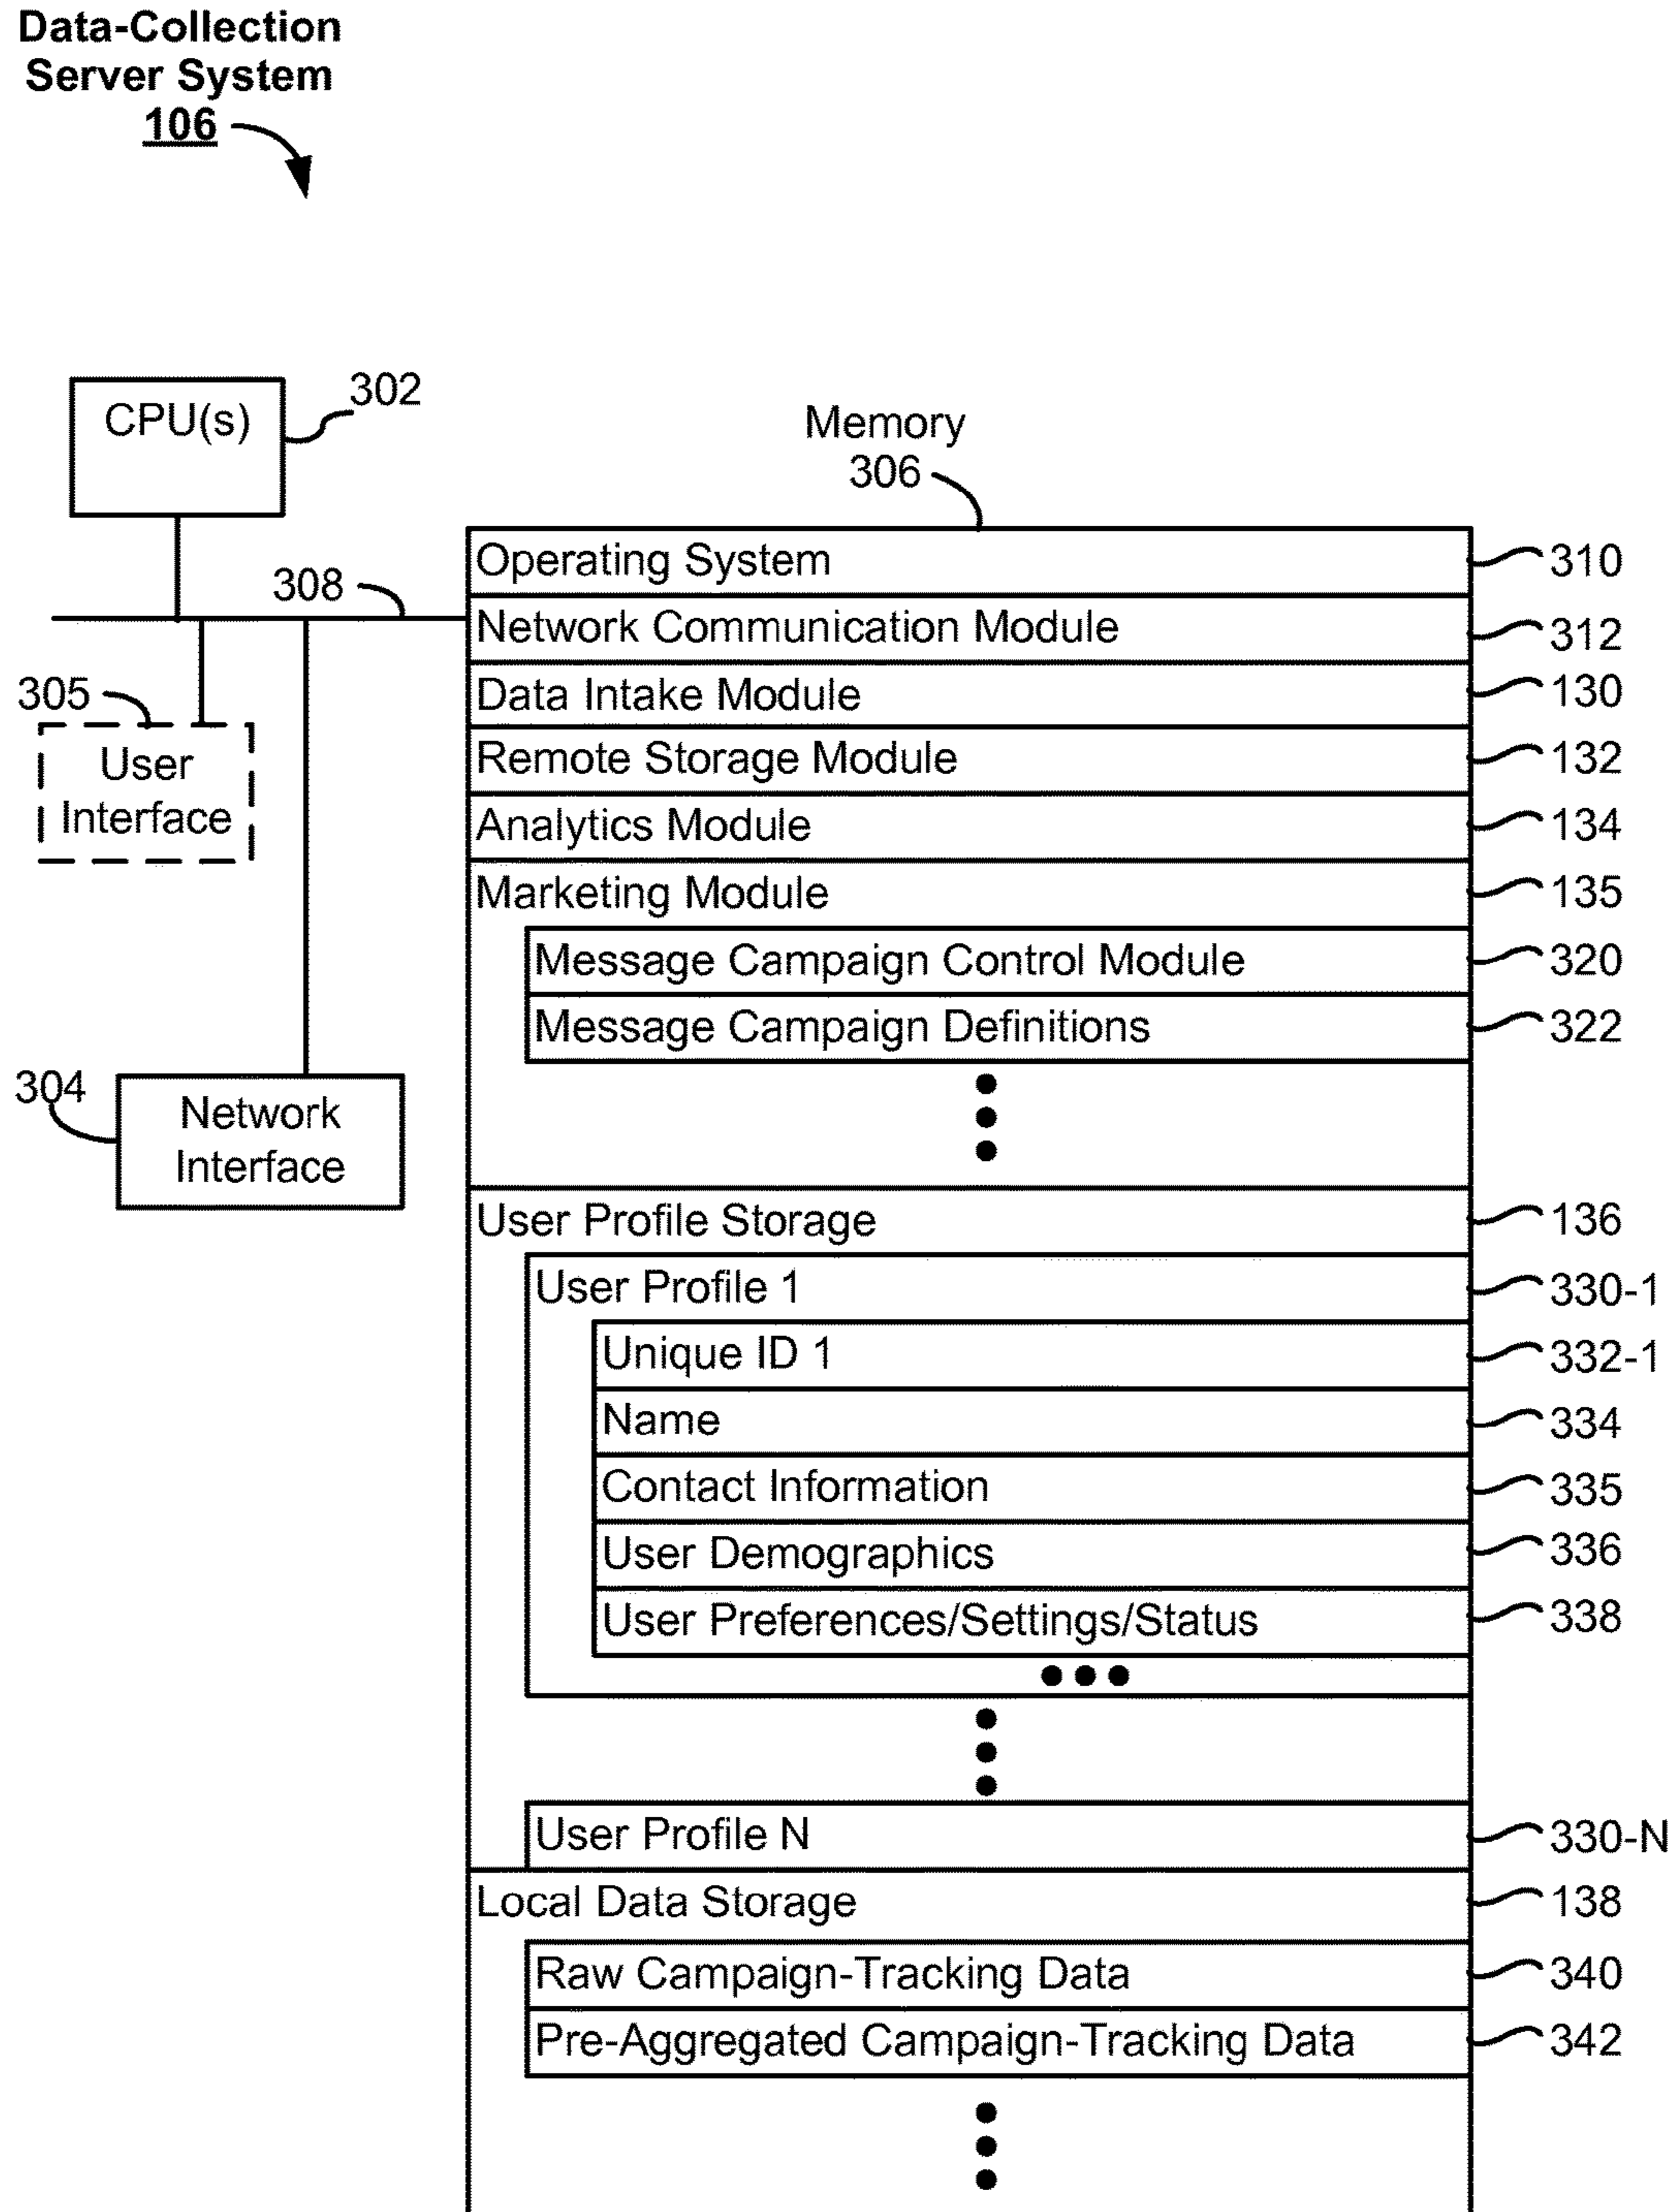 Data-Collection
Server System
106
CPU(s)
302
Memory
306
308
305
User
Interface
304
Network
Interface
Operating System 310
Network Communication Module 312
Data Intake Module 130
Remote Storage Module 132
Analytics Module 134
Marketing Module 135
Message Campaign Control Module 320
Message Campaign Definitions 322
User Profile Storage 136
User Profile 1 330-1
Unique ID 1 332-1
Name 334
Contact Information 335
User Demographics 336
User Preferences/Settings/Status 338
User Profile N 330-N
Local Data Storage 138
Raw Campaign-Tracking Data 340
Pre-Aggregated Campaign-Tracking Data 342